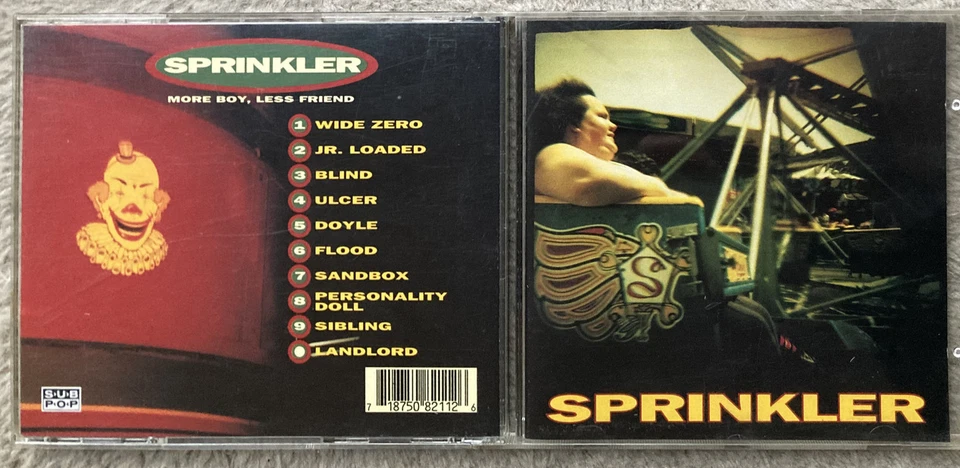 SPRINKLER
MORE BOY, LESS FRIEND
1 WIDE ZERO
2 JR. LOADED
3 BLIND
4 ULCER
5 DOYLE
6 FLOOD
7 SANDBOX
8 PERSONALITY
DOLL
9 SIBLING
LANDLORD
SUB
POP
7 18750 82112 6
S
SPRINKLER